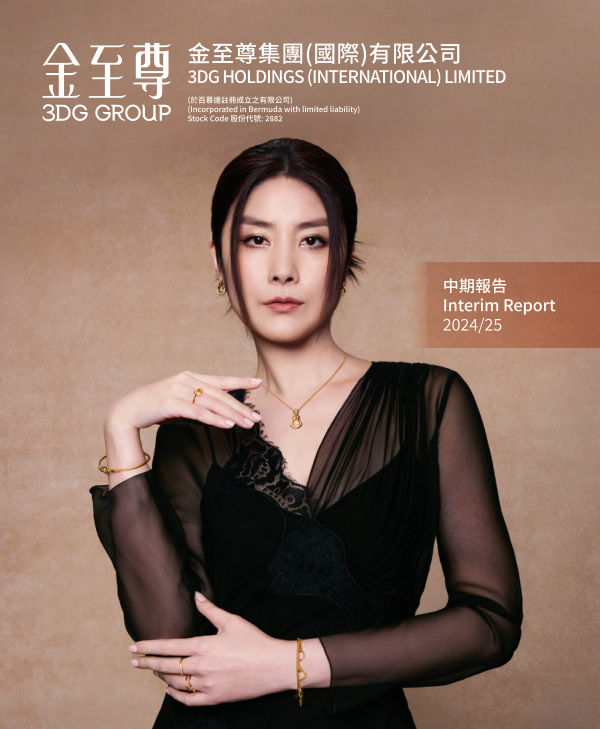 金至尊
3DG GROUP
金至尊集團(國際)有限公司
3DG HOLDINGS (INTERNATIONAL) LIMITED
(於百慕達註冊成立之有限公司)
(Incorporated in Bermuda with limited liability)
Stock Code 股份代號: 2882
中期報告
Interim Report
2024/25